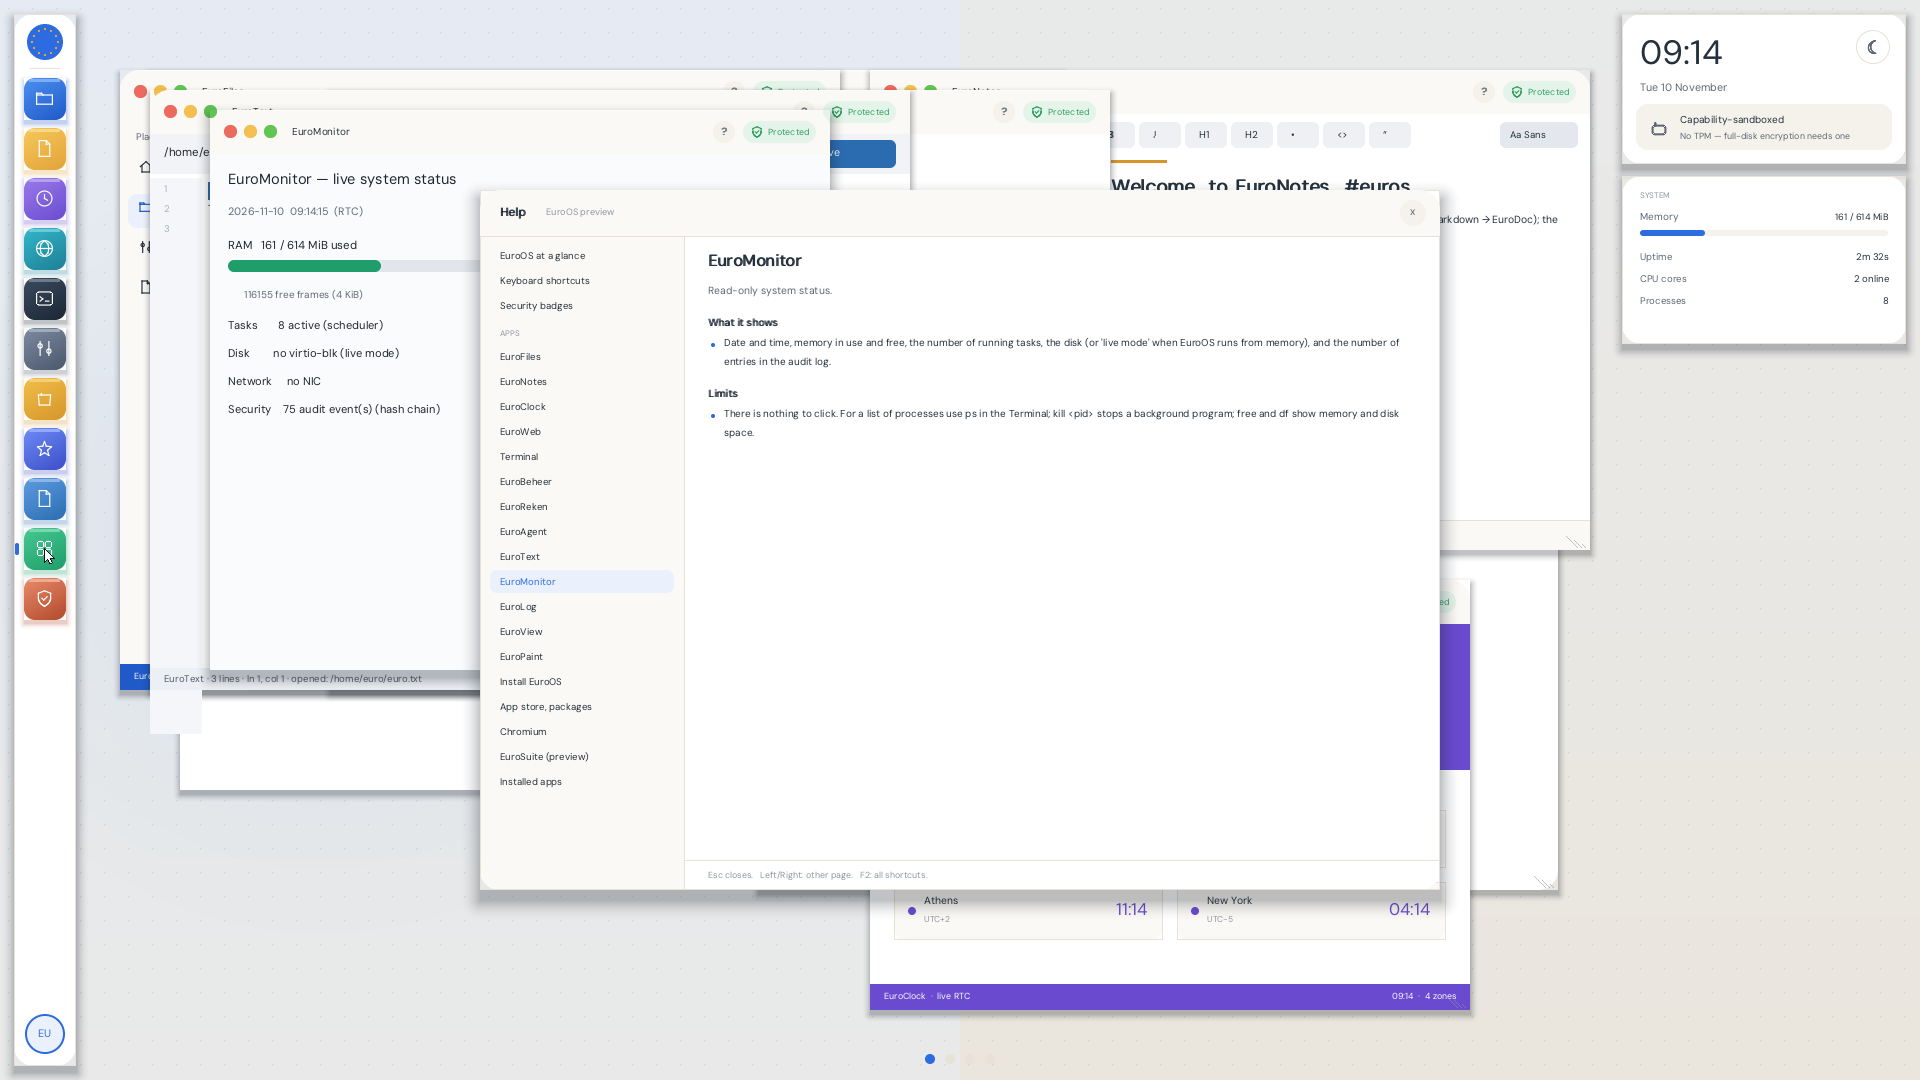 EuroMonitor
?
Protected
EuroMonitor — live system status
2026-11-10 09:14:15 (RTC)
RAM 161 / 614 MiB used
116155 free frames (4 KiB)
Tasks 8 active (scheduler)
Disk no virtio-blk (live mode)
Network no NIC
Security 75 audit event(s) (hash chain)
/home/e
1
2
3
EuroText · 3 lines · ln 1, col 1 · opened: /home/euro/euro.txt
Protected
?
Protected
?
Protected
H1
H2
•
<>
"
Aa Sans
Welcome to EuroNotes #euros
arkdown → EuroDoc); the
Help
EuroOS preview
x
EuroOS at a glance
Keyboard shortcuts
Security badges
APPS
EuroFiles
EuroNotes
EuroClock
EuroWeb
Terminal
EuroBeheer
EuroReken
EuroAgent
EuroText
EuroMonitor
EuroLog
EuroView
EuroPaint
Install EuroOS
App store, packages
Chromium
EuroSuite (preview)
Installed apps
EuroMonitor
Read-only system status.
What it shows
• Date and time, memory in use and free, the number of running tasks, the disk (or 'live mode' when EuroOS runs from memory), and the number of
entries in the audit log.
Limits
• There is nothing to click. For a list of processes use ps in the Terminal; kill <pid> stops a background program; free and df show memory and disk
space.
Esc closes. Left/Right: other page. F2: all shortcuts.
Athens
UTC+2
11:14
New York
UTC-5
04:14
EuroClock · live RTC
09:14 · 4 zones
09:14
Tue 10 November
Capability-sandboxed
No TPM — full-disk encryption needs one
SYSTEM
Memory 161 / 614 MiB
Uptime 2m 32s
CPU cores 2 online
Processes 8
EU